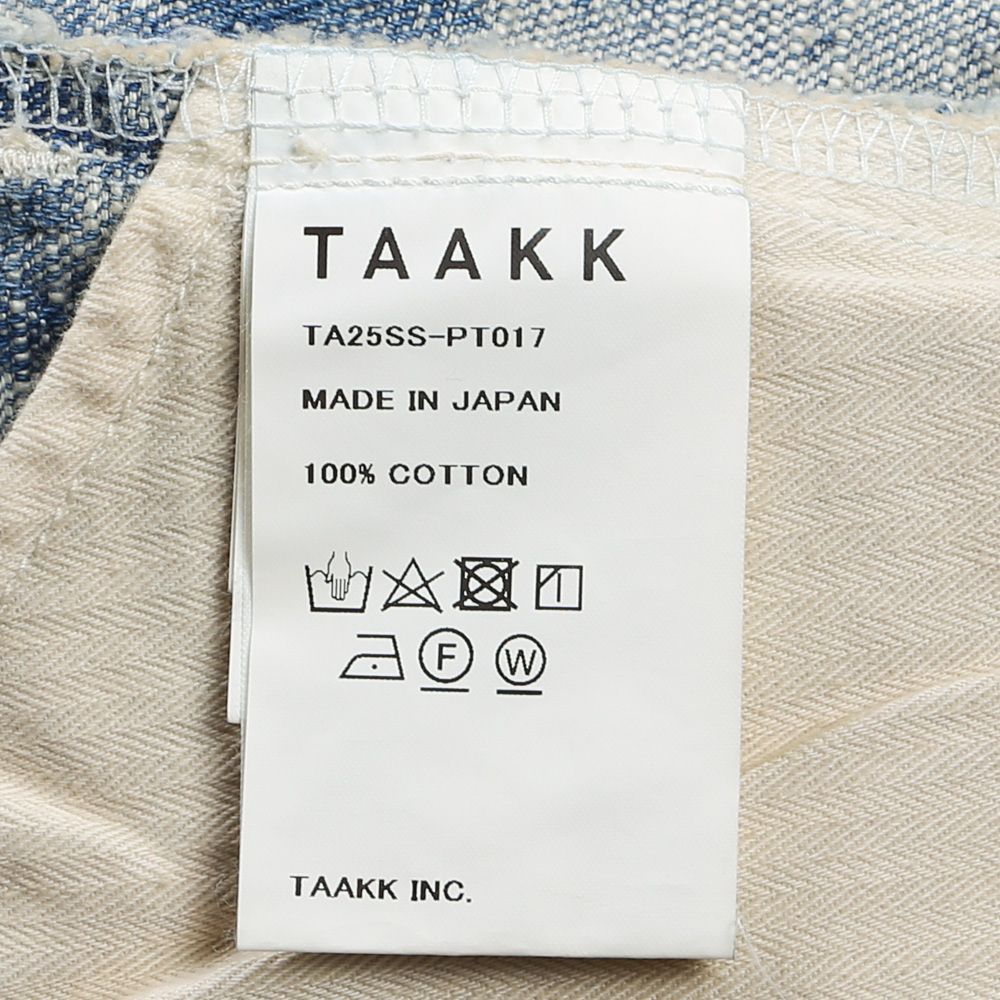 TAAKK
TA25SS-PT017
MADE IN JAPAN
100% COTTON
F W
TAAKK INC.